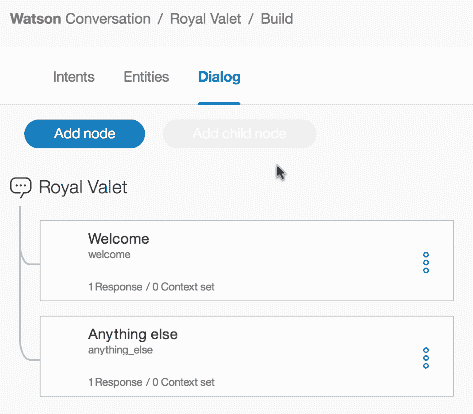 Watson Conversation / Royal Valet / Build
Intents Entities Dialog
Add node Add child node
Royal Valet
Welcome
welcome
1 Response / 0 Context set
Anything else
anything_else
1 Response / 0 Context set